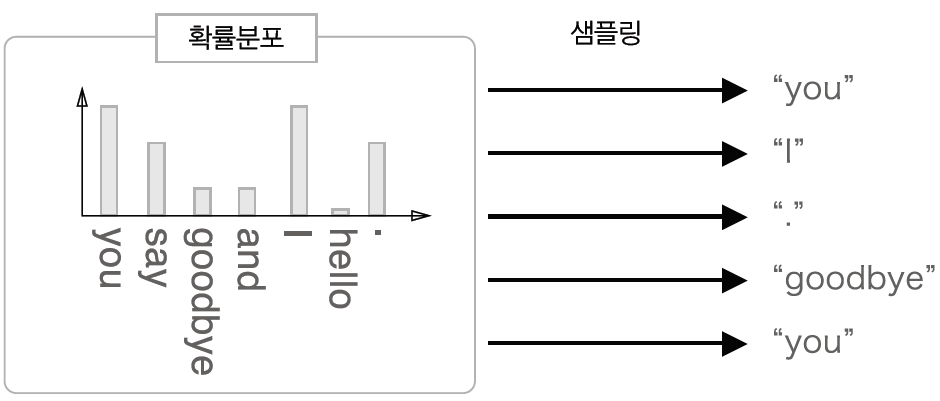 확률분포
샘플링
you
say
goodbye
and
I
hello
.
“you”
“I”
“.”
“goodbye”
“you”